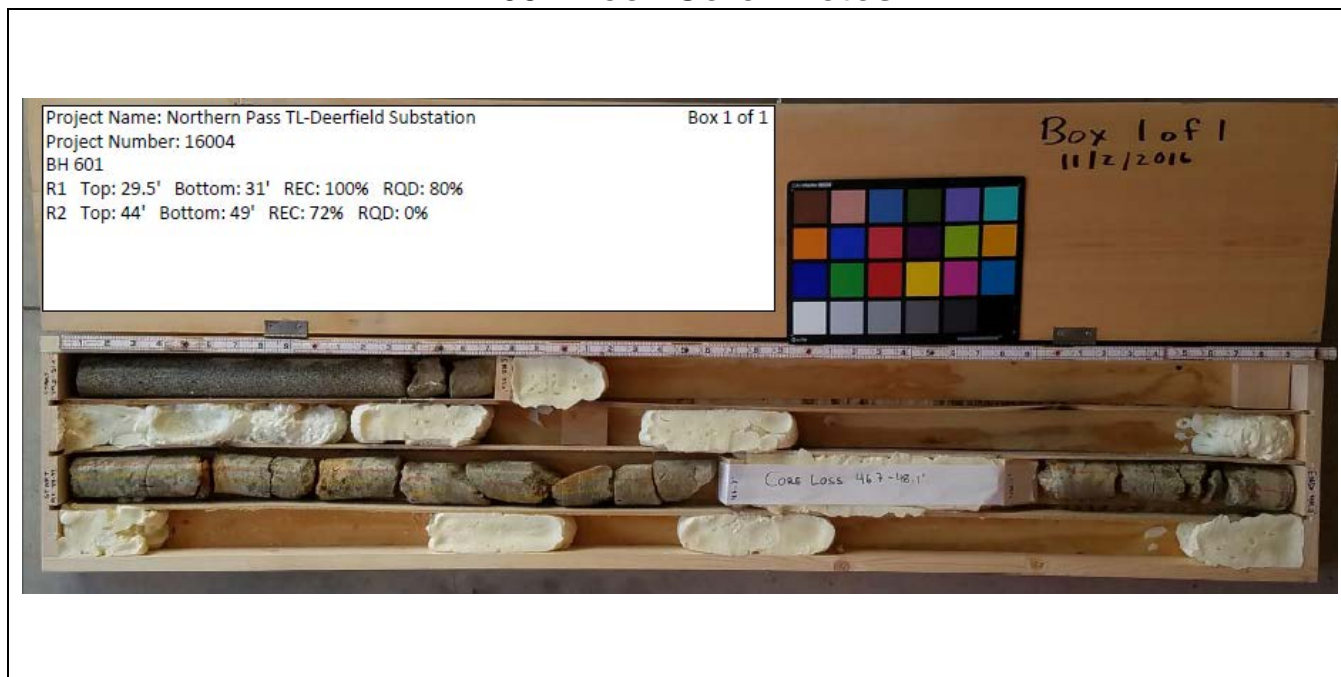 Project Name: Northern Pass TL-Deerfield Substation Box 1 of 1
Project Number: 16004
BH 601
R1 Top: 29.5' Bottom: 31' REC: 100% RQD: 80%
R2 Top: 44' Bottom: 49' REC: 72% RQD: 0%
Box 1 of 1
11/2/2016
CORE LOSS 46.7-48.1'